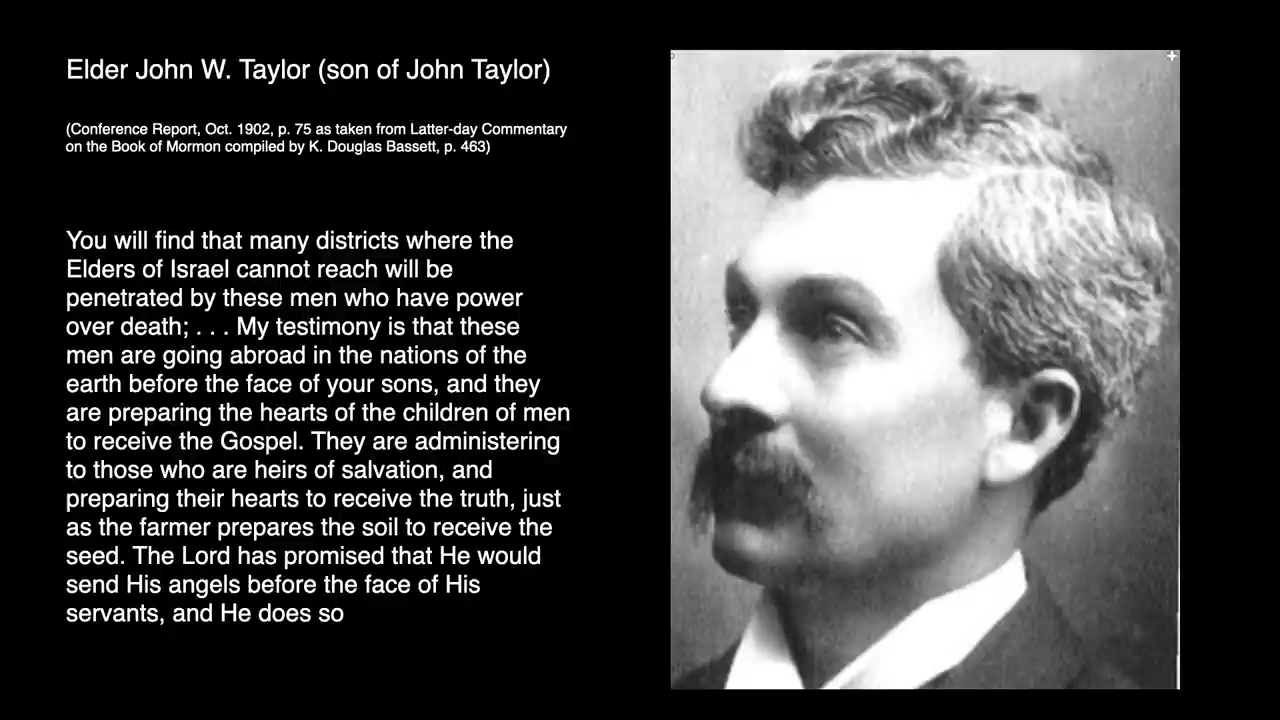 Elder John W. Taylor (son of John Taylor)
(Conference Report, Oct. 1902, p. 75 as taken from Latter-day Commentary
on the Book of Mormon compiled by K. Douglas Bassett, p. 463)
You will find that many districts where the
Elders of Israel cannot reach will be
penetrated by these men who have power
over death; . . . My testimony is that these
men are going abroad in the nations of the
earth before the face of your sons, and they
are preparing the hearts of the children of men
to receive the Gospel. They are administering
to those who are heirs of salvation, and
preparing their hearts to receive the truth, just
as the farmer prepares the soil to receive the
seed. The Lord has promised that He would
send His angels before the face of His
servants, and He does so